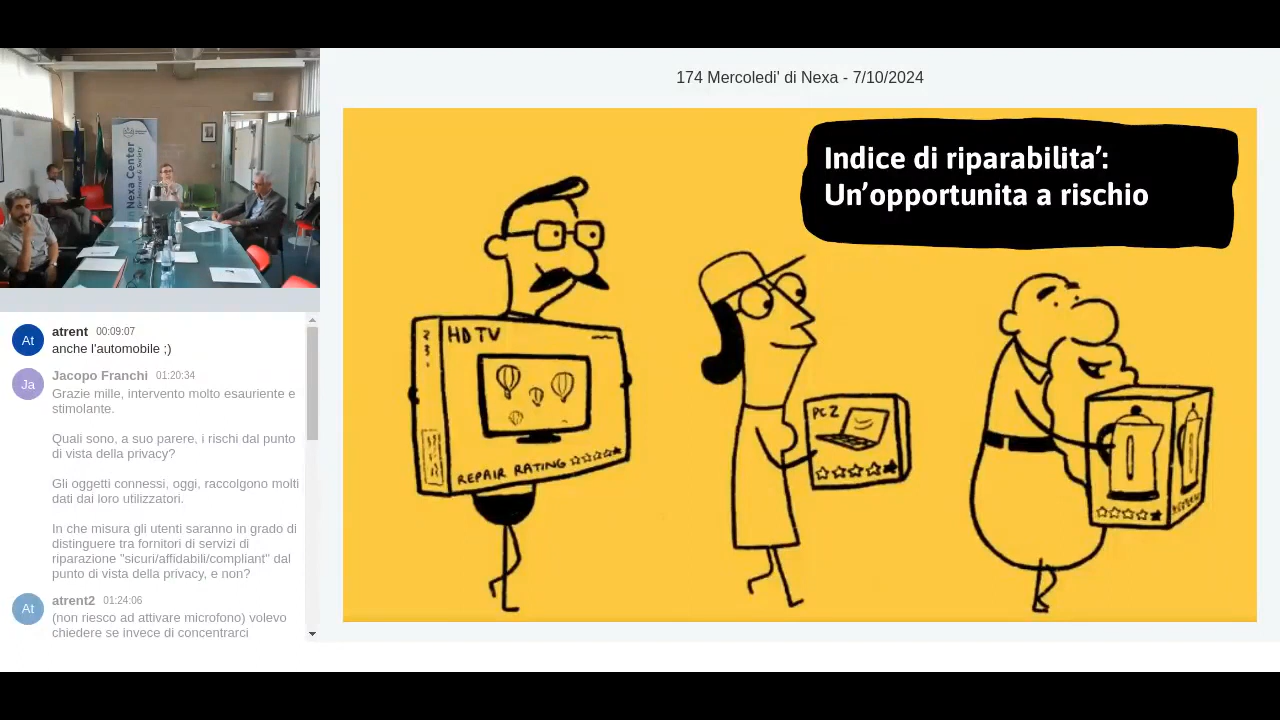 174 Mercoledi' di Nexa - 7/10/2024
Nexa Center
Indice di riparabilita’:
Un’opportunita a rischio
HD TV
REPAIR RATING
PC 2
At
atrent 00:09:07
anche l'automobile ;)
Ja
Jacopo Franchi 01:20:34
Grazie mille, intervento molto esauriente e
stimolante.
Quali sono, a suo parere, i rischi dal punto
di vista della privacy?
Gli oggetti connessi, oggi, raccolgono molti
dati dai loro utilizzatori.
In che misura gli utenti saranno in grado di
distinguere tra fornitori di servizi di
riparazione "sicuri/affidabili/compliant" dal
punto di vista della privacy, e non?
At
atrent2 01:24:06
(non riesco ad attivare microfono) volevo
chiedere se invece di concentrarci